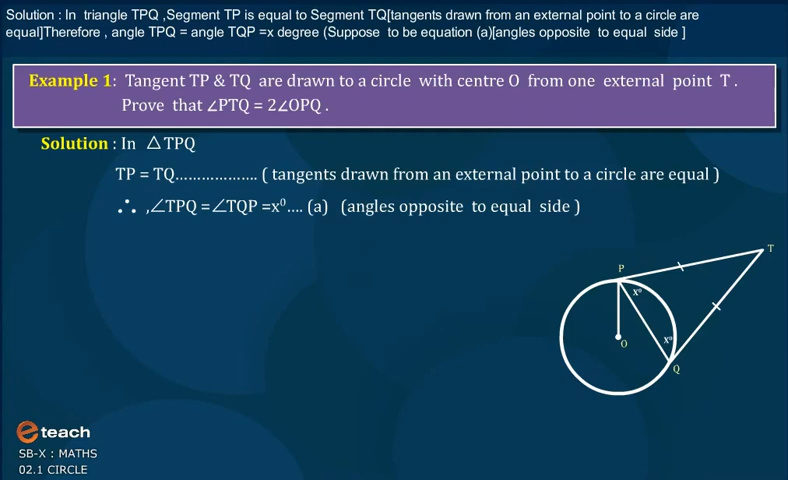 Solution : In triangle TPQ ,Segment TP is equal to Segment TQ[tangents drawn from an external point to a circle are
equal]Therefore , angle TPQ = angle TQP =x degree (Suppose to be equation (a)[angles opposite to equal side ]
Example 1: Tangent TP & TQ are drawn to a circle with centre O from one external point T .
Prove that ∠PTQ = 2∠OPQ .
Solution : In △TPQ
TP = TQ.................. ( tangents drawn from an external point to a circle are equal )
∴ ,∠TPQ =∠TQP =x⁰.... (a) (angles opposite to equal side )
T
P
x⁰
O
x⁰
Q
eteach
SB-X : MATHS
02.1 CIRCLE